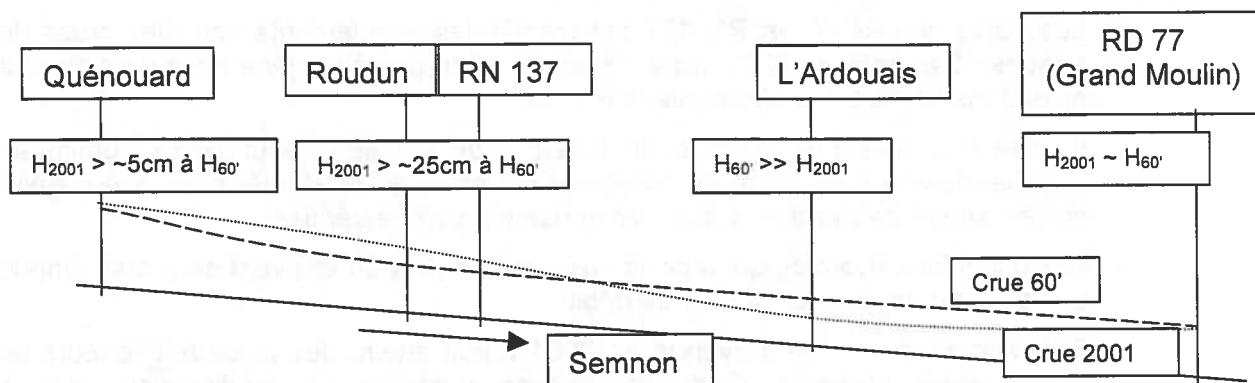 RD 77
(Grand Moulin)
Quénouard
Roudun
RN 137
L'Ardouais
H2001 > ~5cm à H60'
H2001 > ~25cm à H60'
H60' >> H2001
H2001 ~ H60'
Crue 60'
Crue 2001
Semnon